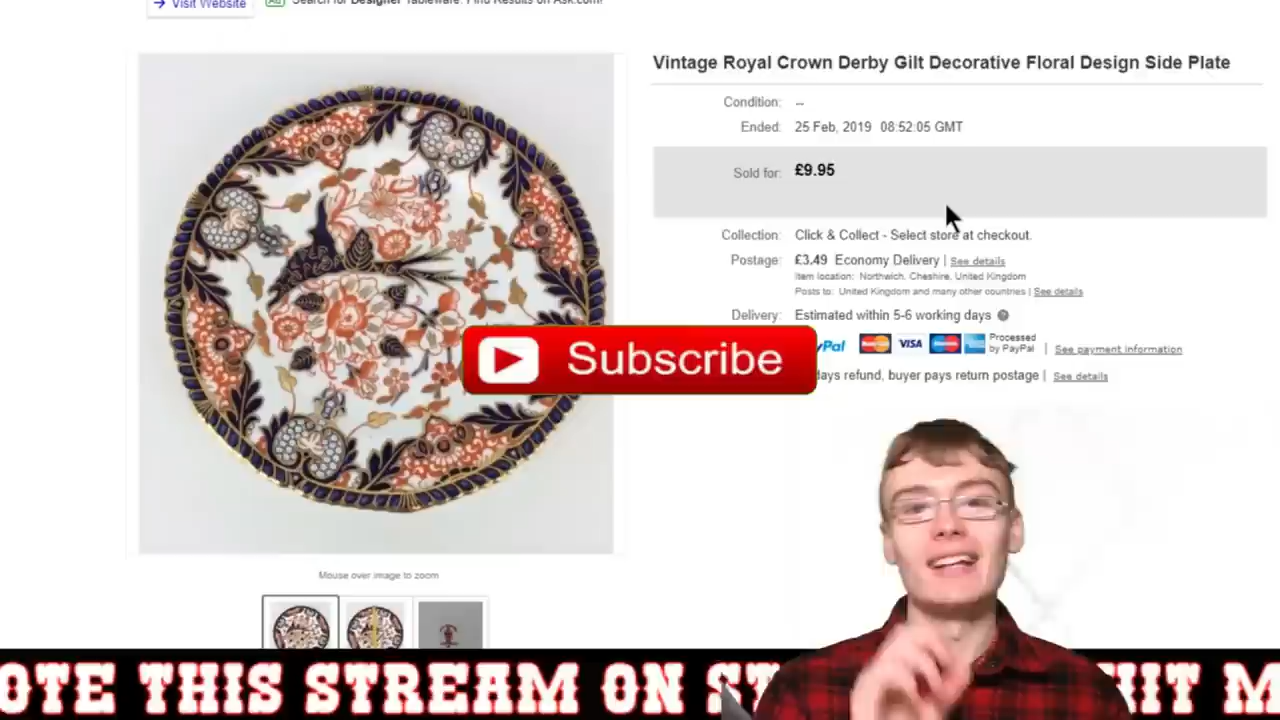 Visit Website
Ad Search for Designer Tableware. Find Results on Ask.com!
Vintage Royal Crown Derby Gilt Decorative Floral Design Side Plate
Condition: --
Ended: 25 Feb, 2019 08:52:05 GMT
Sold for: £9.95
Collection: Click & Collect - Select store at checkout.
Postage: £3.49 Economy Delivery | See details
Item location: Northwich, Cheshire, United Kingdom
Posts to: United Kingdom and many other countries | See details
Delivery: Estimated within 5-6 working days
Pal VISA Processed by PayPal | See payment information
Subscribe
days refund, buyer pays return postage | See details
Mouse over image to zoom
OTE THIS STREAM ON ST HIT M